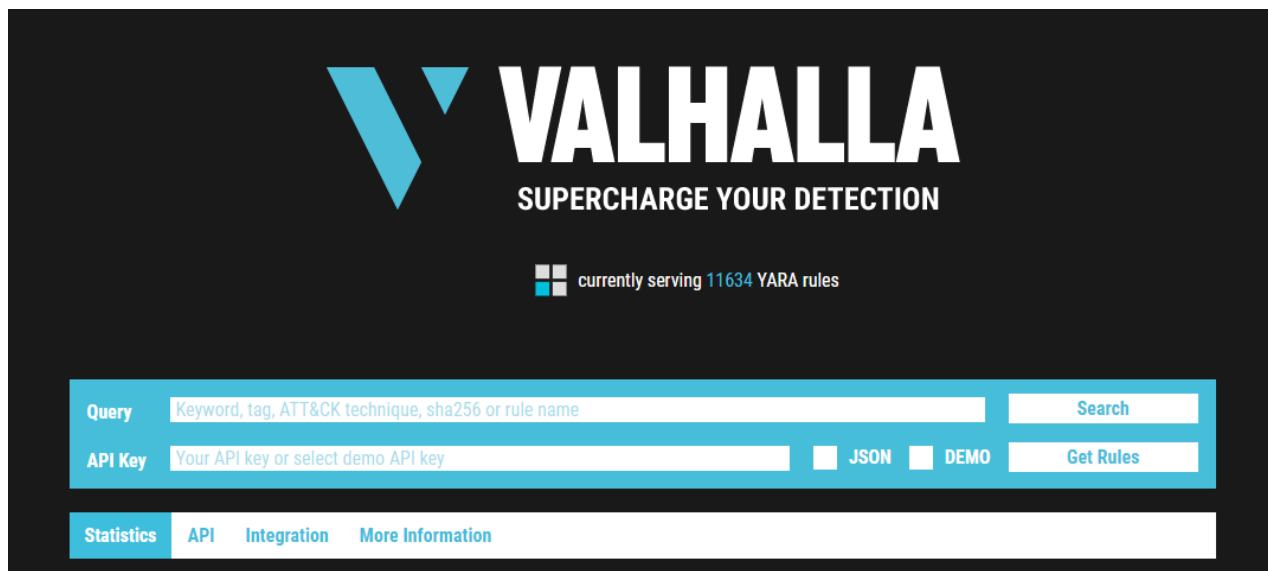 VALHALLA
SUPERCHARGE YOUR DETECTION
currently serving 11634 YARA rules
Query Keyword, tag, ATT&CK technique, sha256 or rule name Search
API Key Your API key or select demo API key JSON DEMO Get Rules
Statistics API Integration More Information